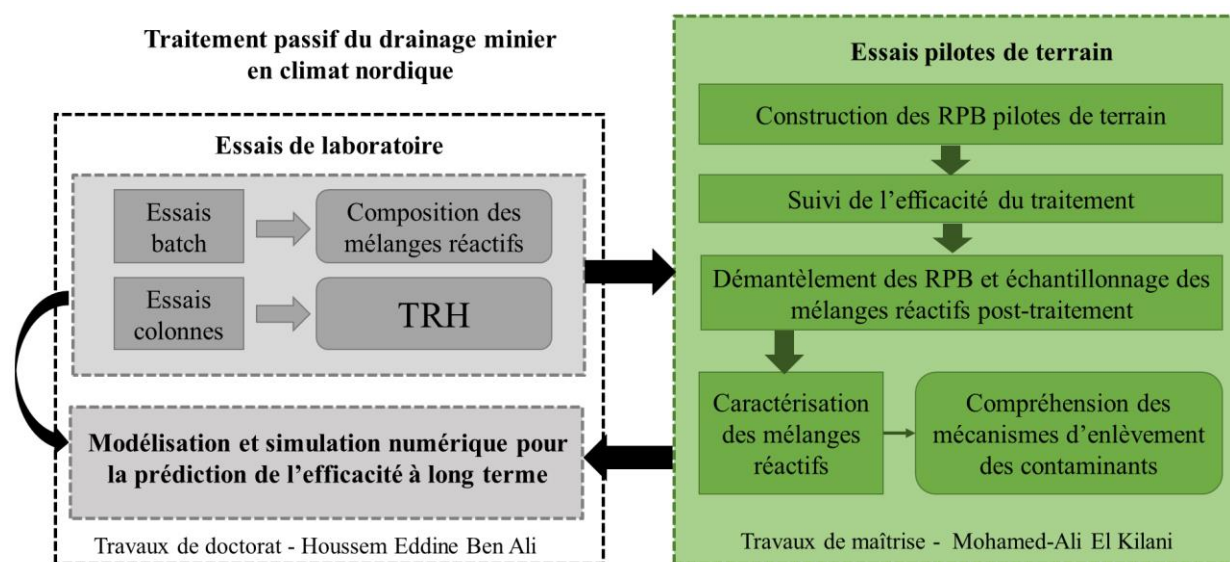 Traitement passif du drainage minier
en climat nordique
Essais de laboratoire
Essais
batch
Composition des
mélanges réactifs
Essais
colonnes
TRH
Modélisation et simulation numérique pour
la prédiction de l’efficacité à long terme
Travaux de doctorat - Houssem Eddine Ben Ali
Essais pilotes de terrain
Construction des RPB pilotes de terrain
Suivi de l’efficacité du traitement
Démantèlement des RPB et échantillonnage des
mélanges réactifs post-traitement
Caractérisation
des mélanges
réactifs
Compréhension des
mécanismes d’enlèvement
des contaminants
Travaux de maîtrise - Mohamed-Ali El Kilani